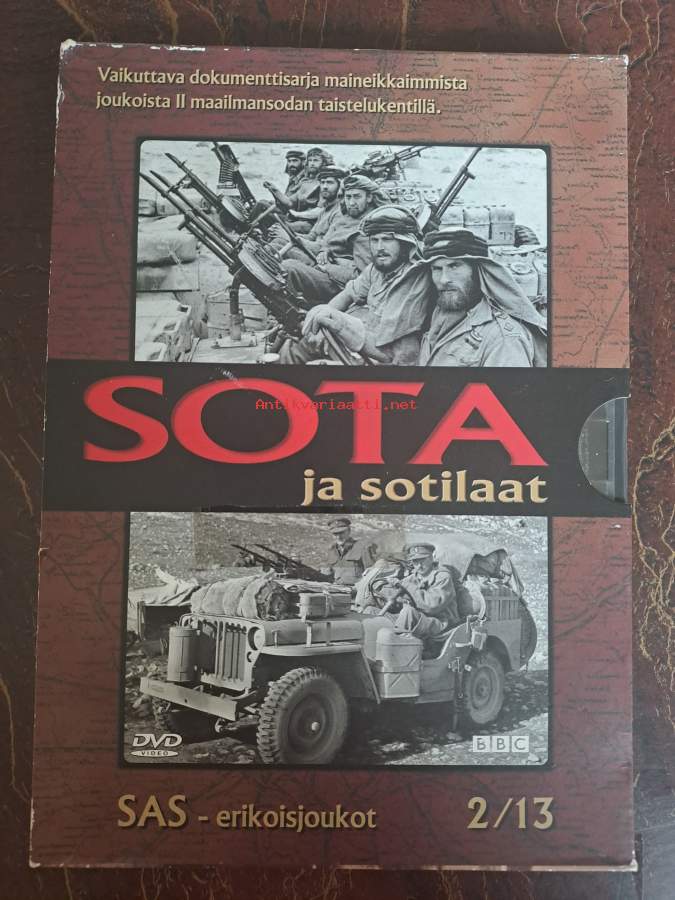 Vaikuttava dokumenttisarja maineikkaimmista
joukoista II maailmansodan taistelukentillä.
SOTA
Antikvariaatti.net
ja sotilaat
DVD
VIDEO
BBC
SAS - erikoisjoukot 2/13